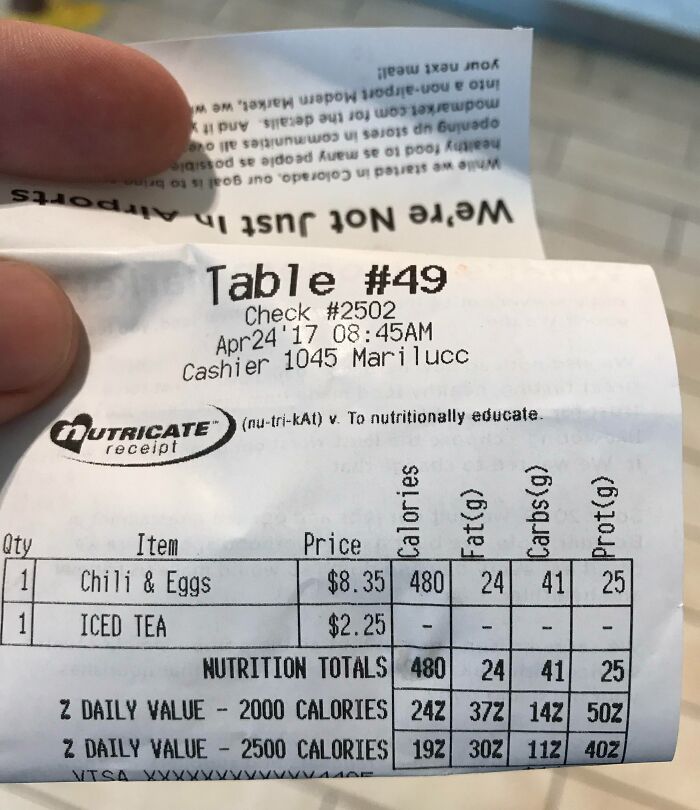 your next meal!
into a non-airport Modern Market, we
modmarket.com for the details. And if
opening up stores in communities all
healthy food to as many people as possible
While we started in Colorado, our goal is to bring
We're Not Just In Airports
Table #49
Check #2502
Apr24'17 08:45AM
Cashier 1045 Marilucc
NUTRICATE™ (nu-tri-kAt) v. To nutritionally educate.
receipt
Qty Item Price Calories Fat(g) Carbs(g) Prot(g)
1 Chili & Eggs $8.35 480 24 41 25
1 ICED TEA $2.25 - - - -
NUTRITION TOTALS 480 24 41 25
% DAILY VALUE - 2000 CALORIES 24% 37% 14% 50%
% DAILY VALUE - 2500 CALORIES 19% 30% 11% 40%
VISA